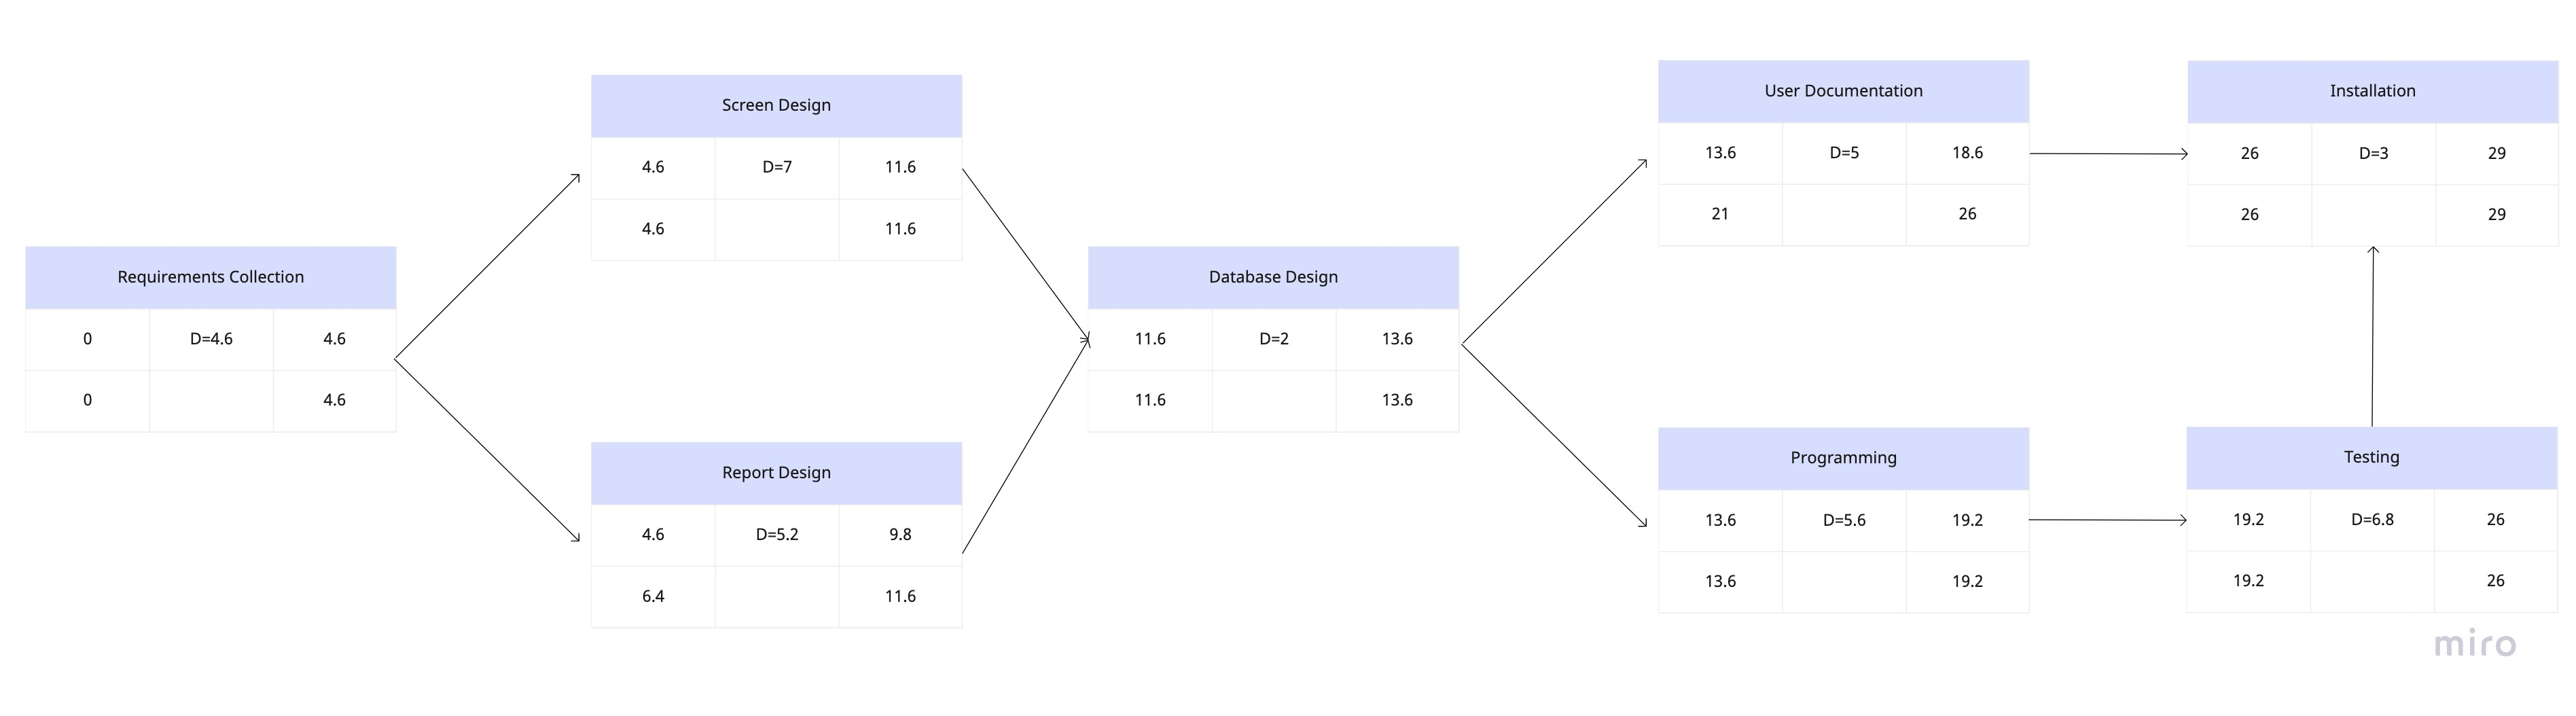 Requirements Collection
0 D=4.6 4.6
0 4.6
Screen Design
4.6 D=7 11.6
4.6 11.6
Report Design
4.6 D=5.2 9.8
6.4 11.6
Database Design
11.6 D=2 13.6
11.6 13.6
User Documentation
13.6 D=5 18.6
21 26
Programming
13.6 D=5.6 19.2
13.6 19.2
Installation
26 D=3 29
26 29
Testing
19.2 D=6.8 26
19.2 26
miro